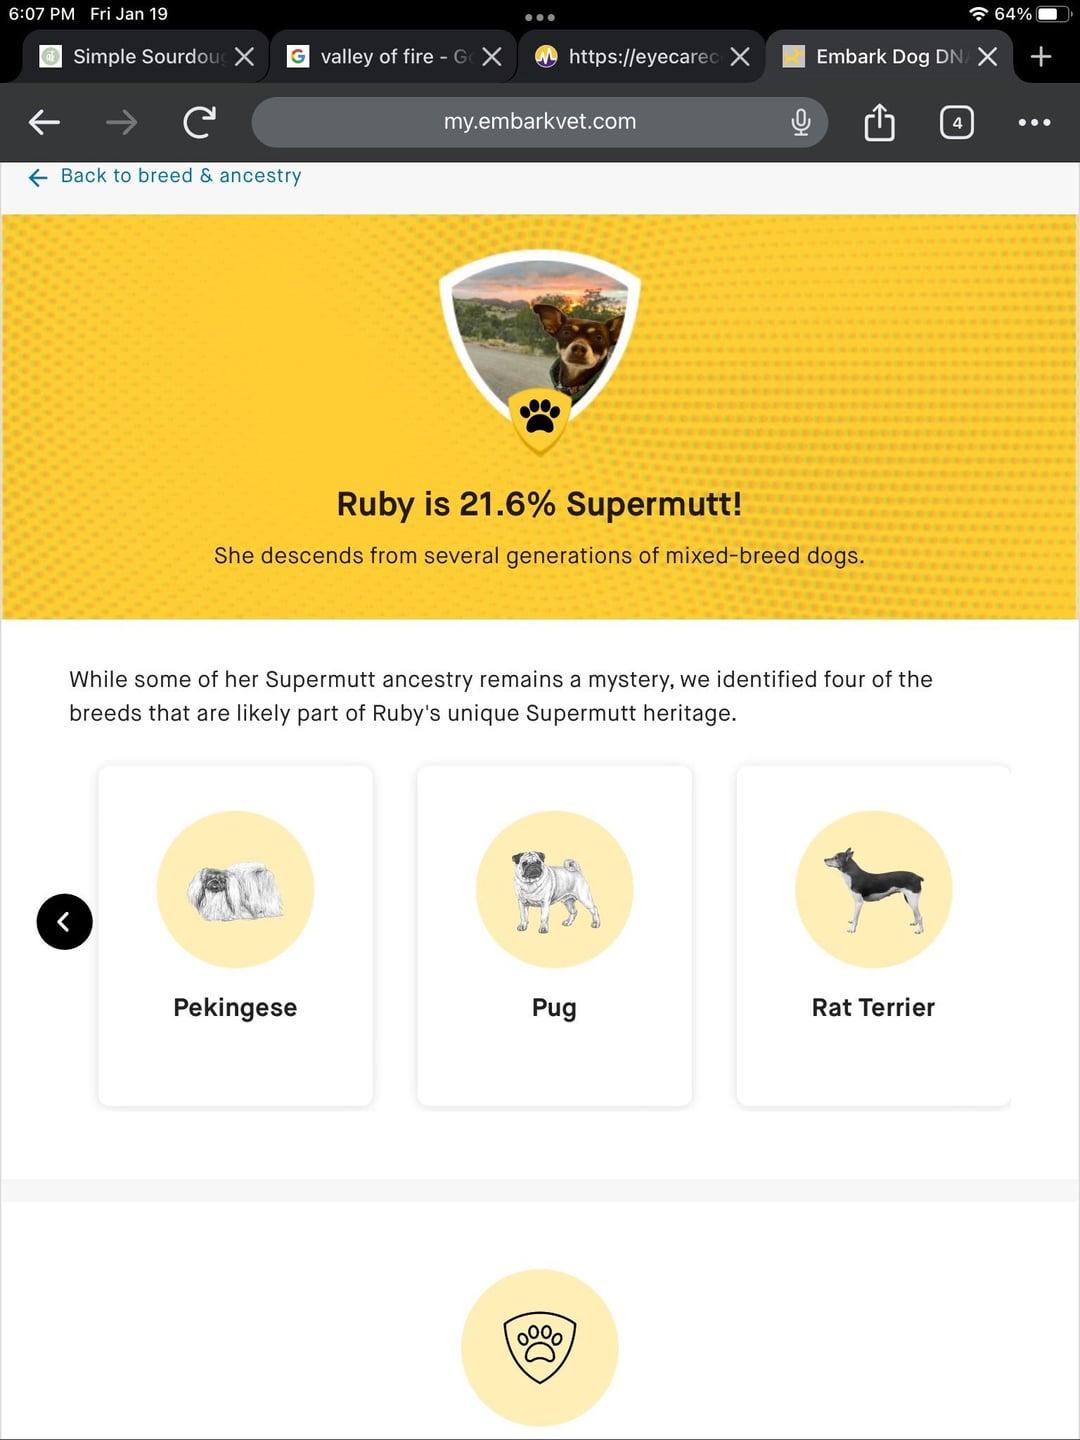 6:07 PM Fri Jan 19
64%
Simple Sourdou
valley of fire - G
https://eyecarec
Embark Dog DN
my.embarkvet.com
4
Back to breed & ancestry
Ruby is 21.6% Supermutt!
She descends from several generations of mixed-breed dogs.
While some of her Supermutt ancestry remains a mystery, we identified four of the
breeds that are likely part of Ruby's unique Supermutt heritage.
Pekingese
Pug
Rat Terrier